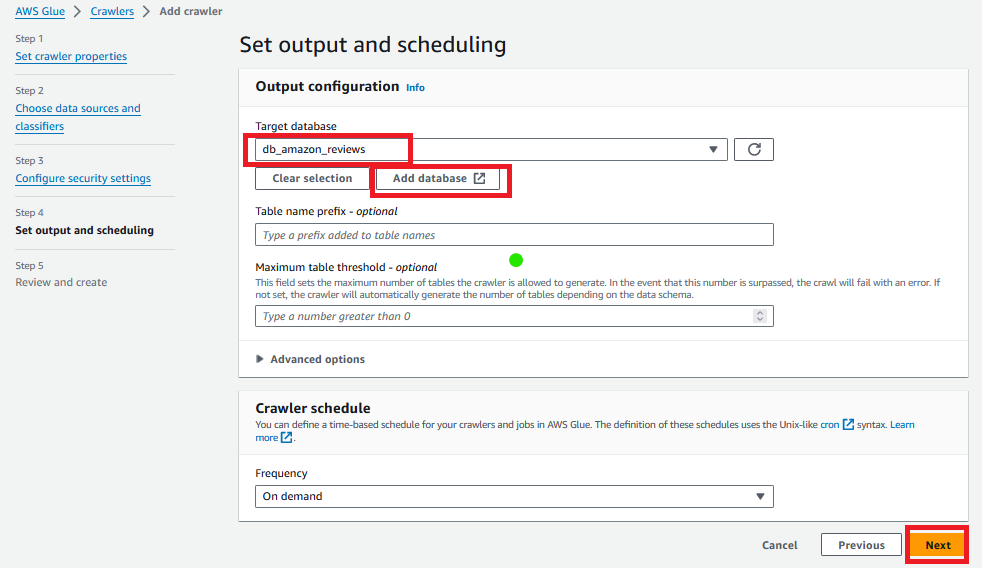 AWS Glue > Crawlers > Add crawler
Step 1
Set crawler properties
Step 2
Choose data sources and
classifiers
Step 3
Configure security settings
Step 4
Set output and scheduling
Step 5
Review and create
Set output and scheduling
Output configuration Info
Target database
db_amazon_reviews
Clear selection
Add database
Table name prefix - optional
Type a prefix added to table names
Maximum table threshold - optional
This field sets the maximum number of tables the crawler is allowed to generate. In the event that this number is surpassed, the crawl will fail with an error. If
not set, the crawler will automatically generate the number of tables depending on the data schema.
Type a number greater than 0
Advanced options
Crawler schedule
You can define a time-based schedule for your crawlers and jobs in AWS Glue. The definition of these schedules uses the Unix-like cron syntax. Learn
more.
Frequency
On demand
Cancel
Previous
Next